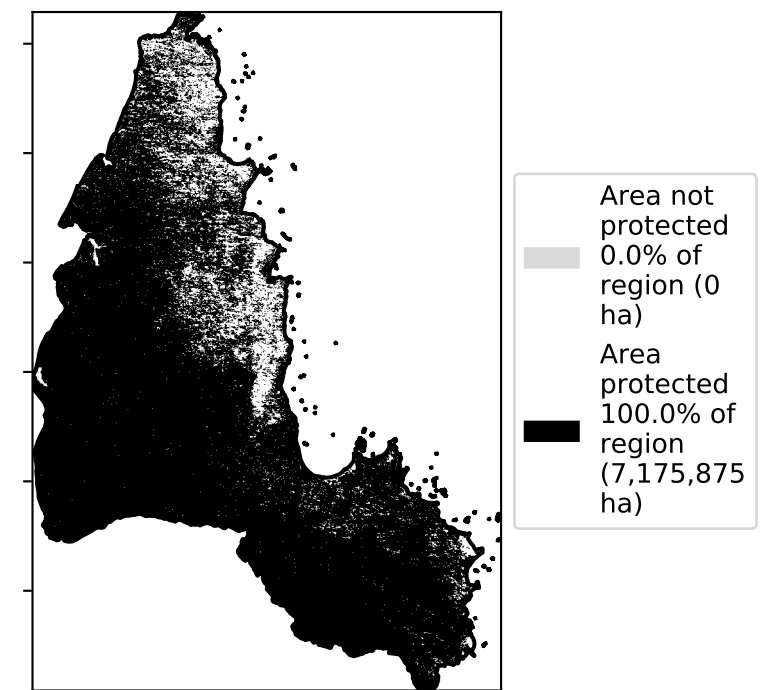 Area not
protected
0.0% of
region (0
ha)
Area
protected
100.0% of
region
(7,175,875
ha)